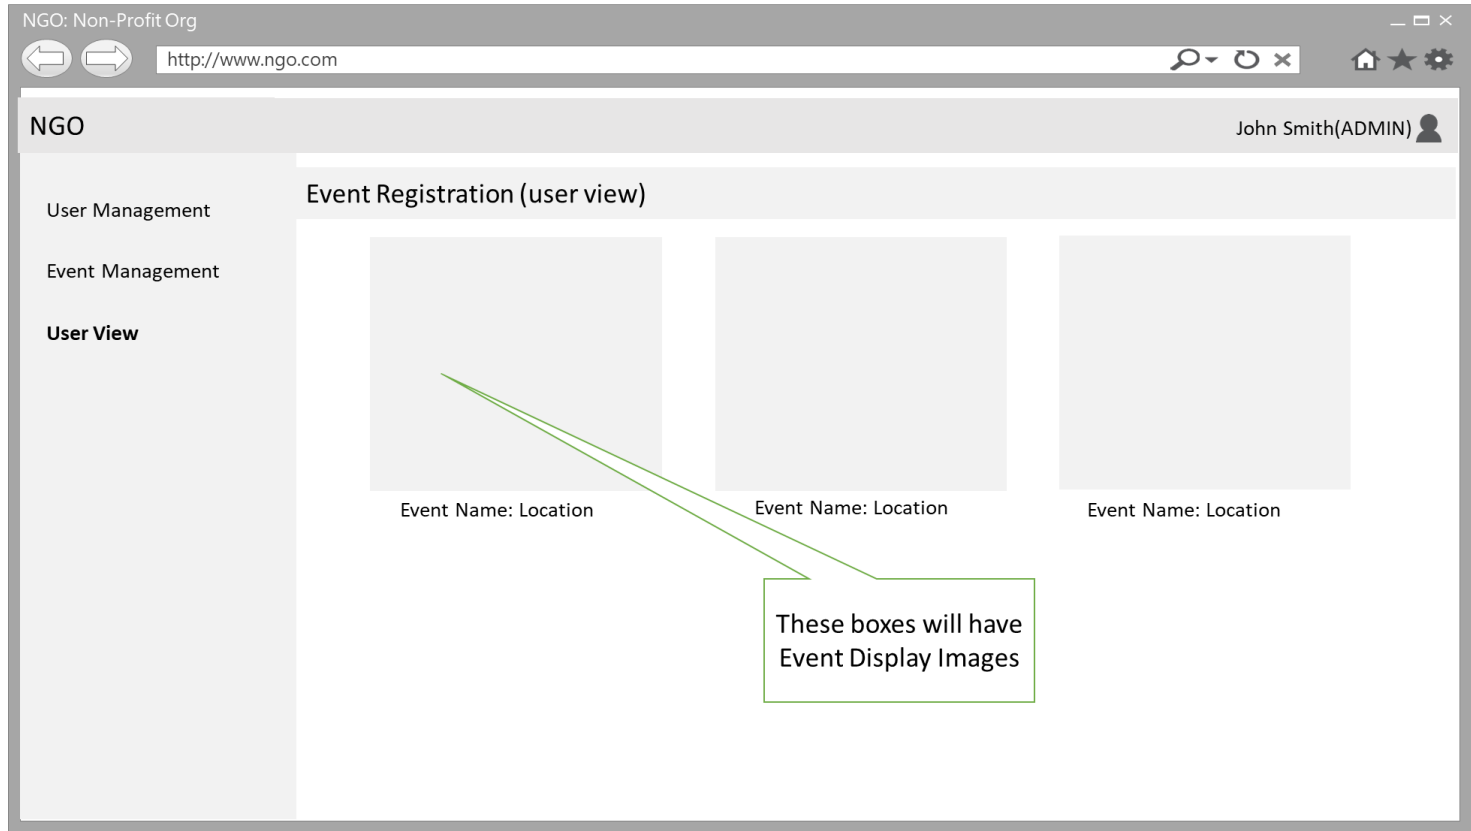 NGO: Non-Profit Org
http://www.ngo.com
NGO
John Smith(ADMIN)
User Management
Event Management
User View
Event Registration (user view)
Event Name: Location
Event Name: Location
Event Name: Location
These boxes will have
Event Display Images